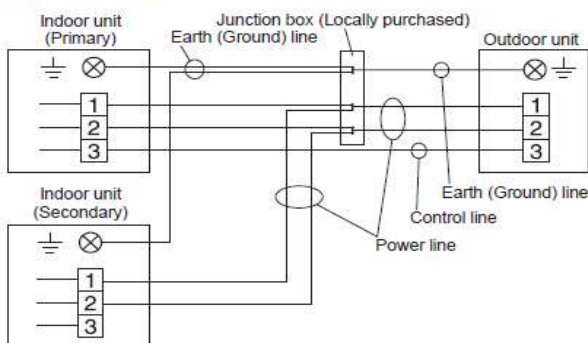 Indoor unit
(Primary)
Junction box (Locally purchased)
Earth (Ground) line
Outdoor unit
1
2
3
1
2
3
Earth (Ground) line
Control line
Power line
Indoor unit
(Secondary)
1
2
3